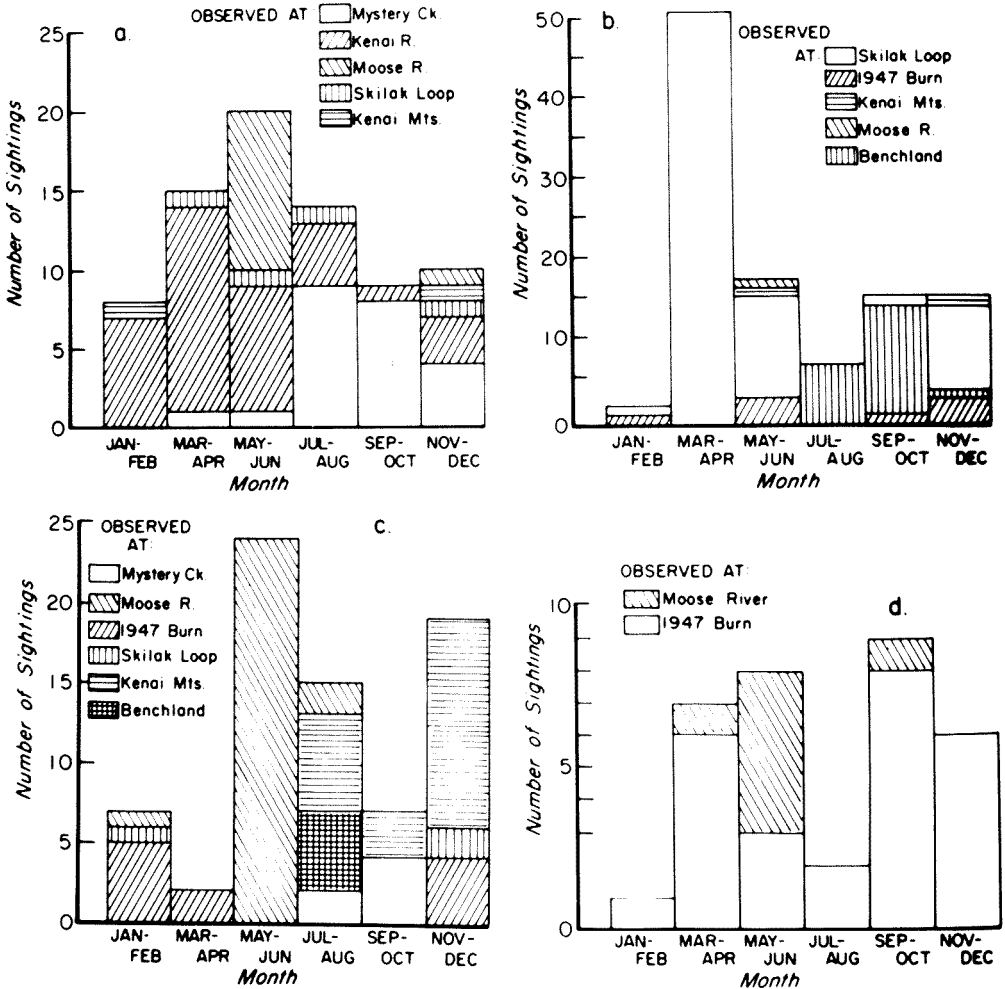 a.
OBSERVED AT: Mystery Ck.
Kenai R.
Moose R.
Skilak Loop
Kenai Mts.
Number of Sightings
25
20
15
10
5
0
JAN-FEB MAR-APR MAY-JUN JUL-AUG SEP-OCT NOV-DEC
Month
b.
OBSERVED
AT: Skilak Loop
1947 Burn
Kenai Mts.
Moose R.
Benchland
Number of Sightings
50
40
30
20
10
0
JAN-FEB MAR-APR MAY-JUN JUL-AUG SEP-OCT NOV-DEC
Month
c.
OBSERVED
AT:
Mystery Ck.
Moose R.
1947 Burn
Skilak Loop
Kenai Mts.
Benchland
Number of Sightings
25
20
15
10
5
0
JAN-FEB MAR-APR MAY-JUN JUL-AUG SEP-OCT NOV-DEC
Month
d.
OBSERVED AT:
Moose River
1947 Burn
Number of Sightings
10
5
0
JAN-FEB MAR-APR MAY-JUN JUL-AUG SEP-OCT NOV-DEC
Month